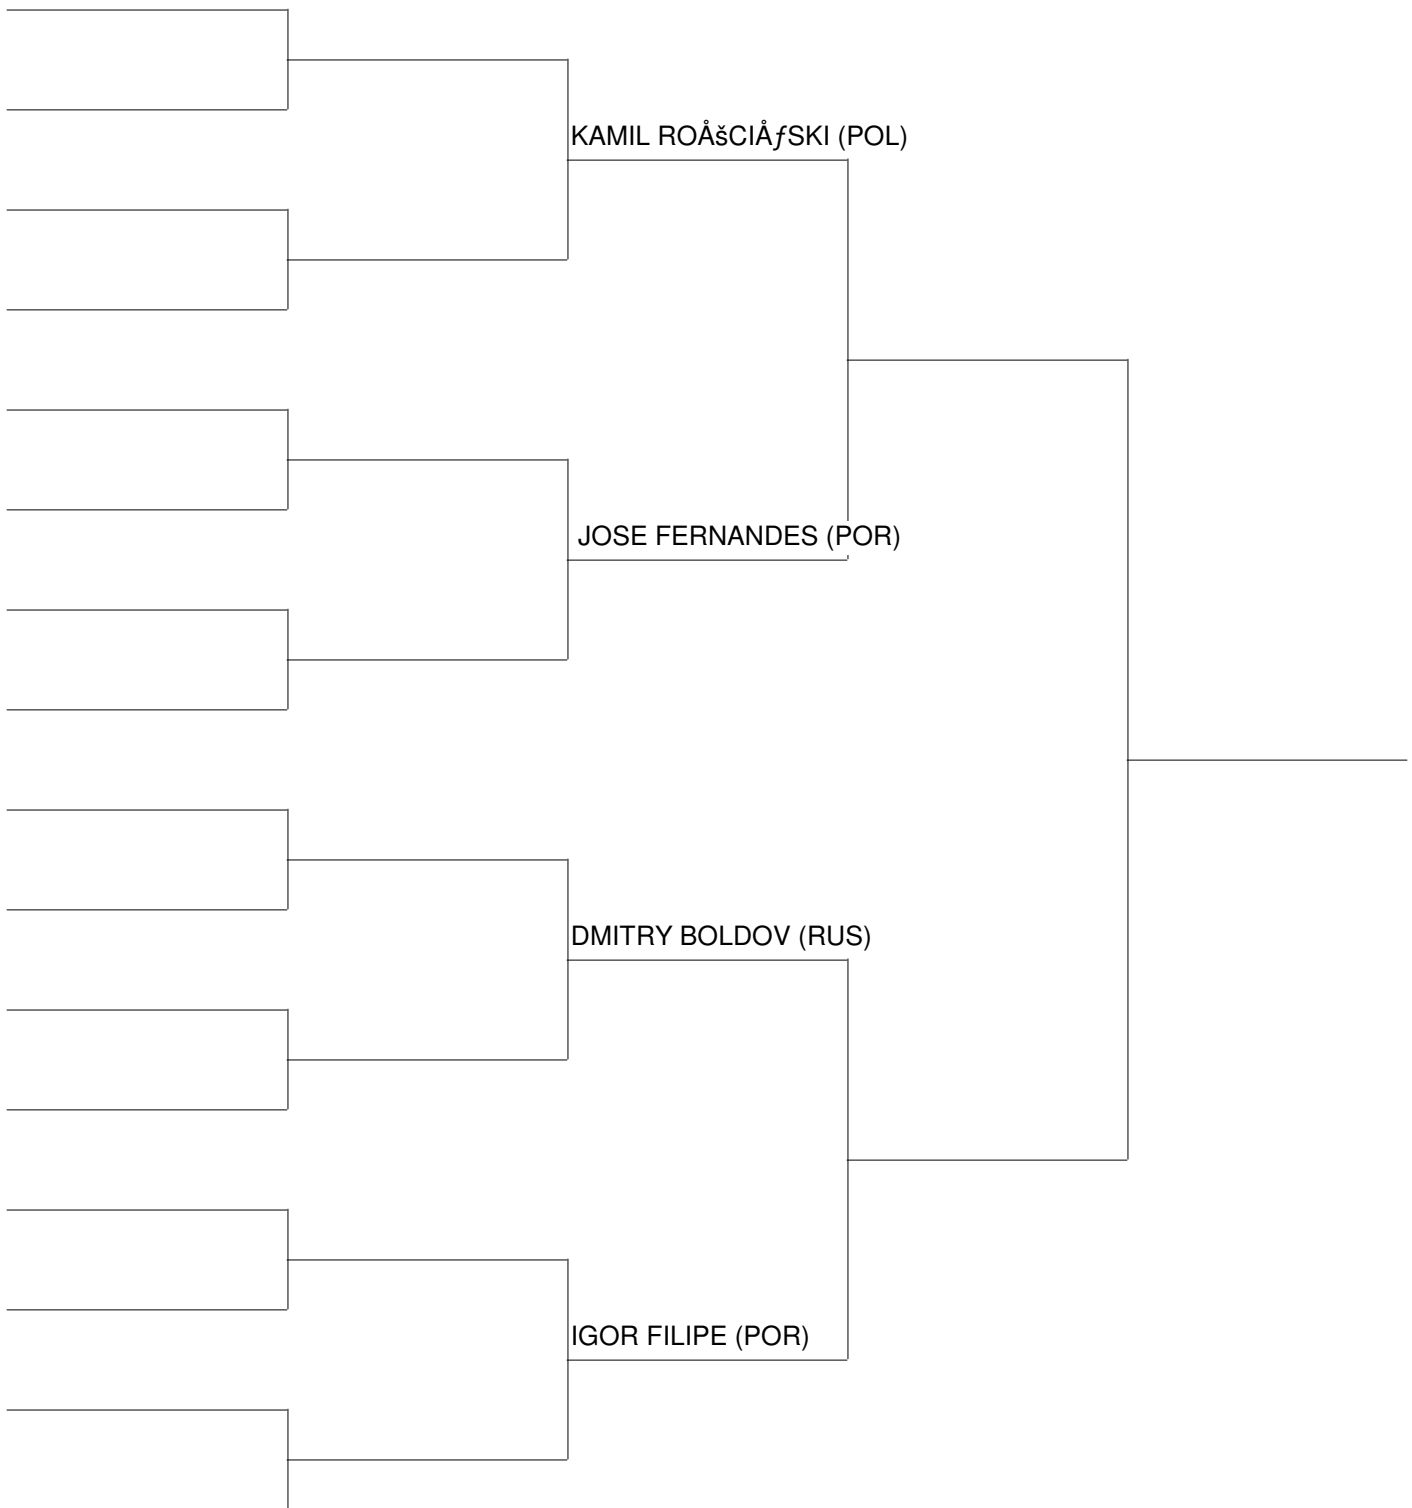 KAMIL ROÅšCIÅƒSKI (POL)
JOSE FERNANDES (POR)
DMITRY BOLDOV (RUS)
IGOR FILIPE (POR)